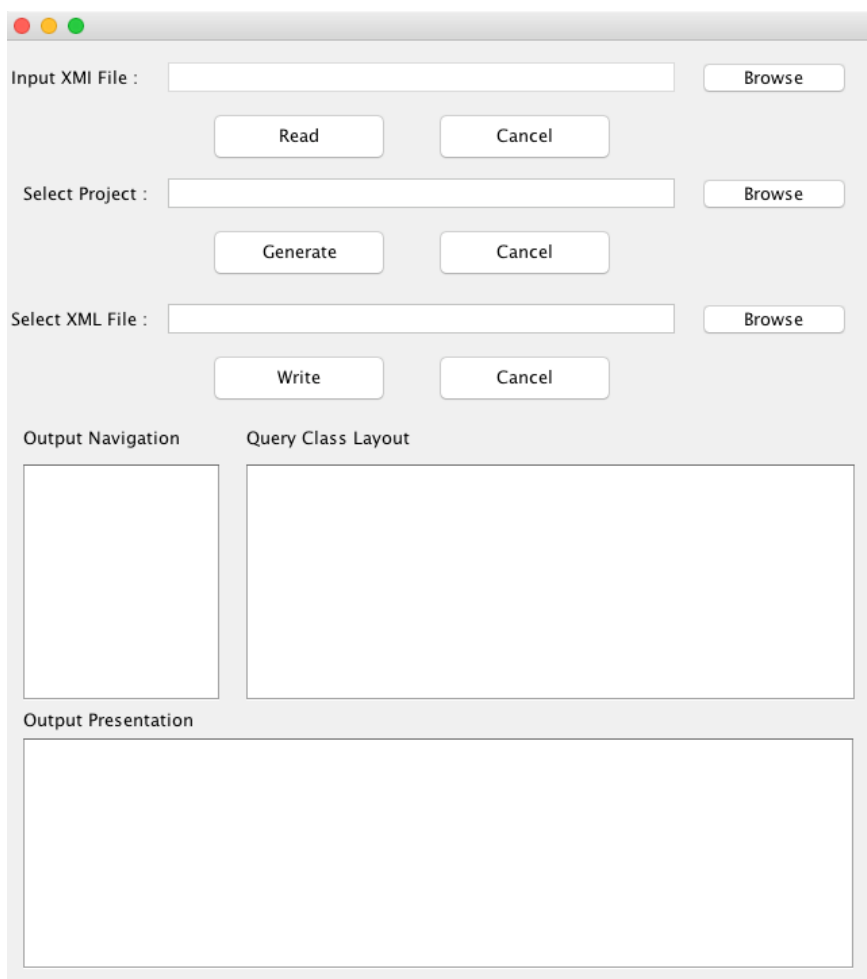 Input XMI File : Browse
Read Cancel
Select Project : Browse
Generate Cancel
Select XML File : Browse
Write Cancel
Output Navigation Query Class Layout
Output Presentation